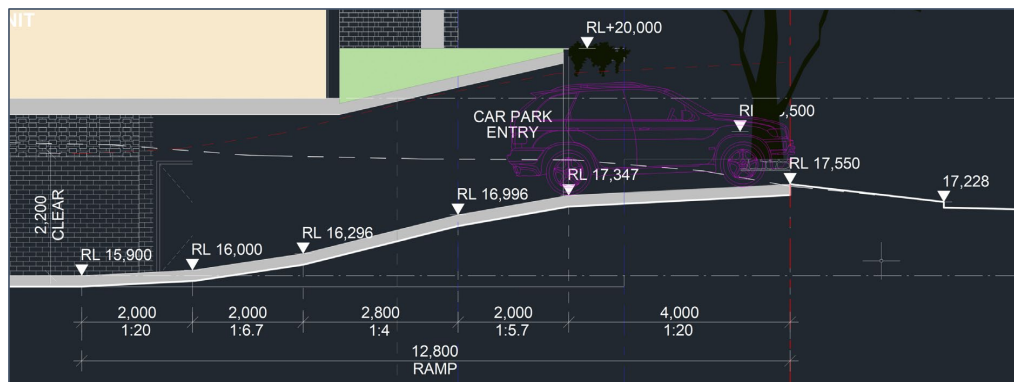 NIT
RL+20,000
CAR PARK
ENTRY
RL 17,550
RL 17,347
17,228
RL 16,996
2,200
CLEAR
RL 16,296
RL 16,000
RL 15,900
2,000
2,000
2,800
2,000
4,000
1:20
1:6.7
1:4
1:5.7
1:20
12,800
RAMP